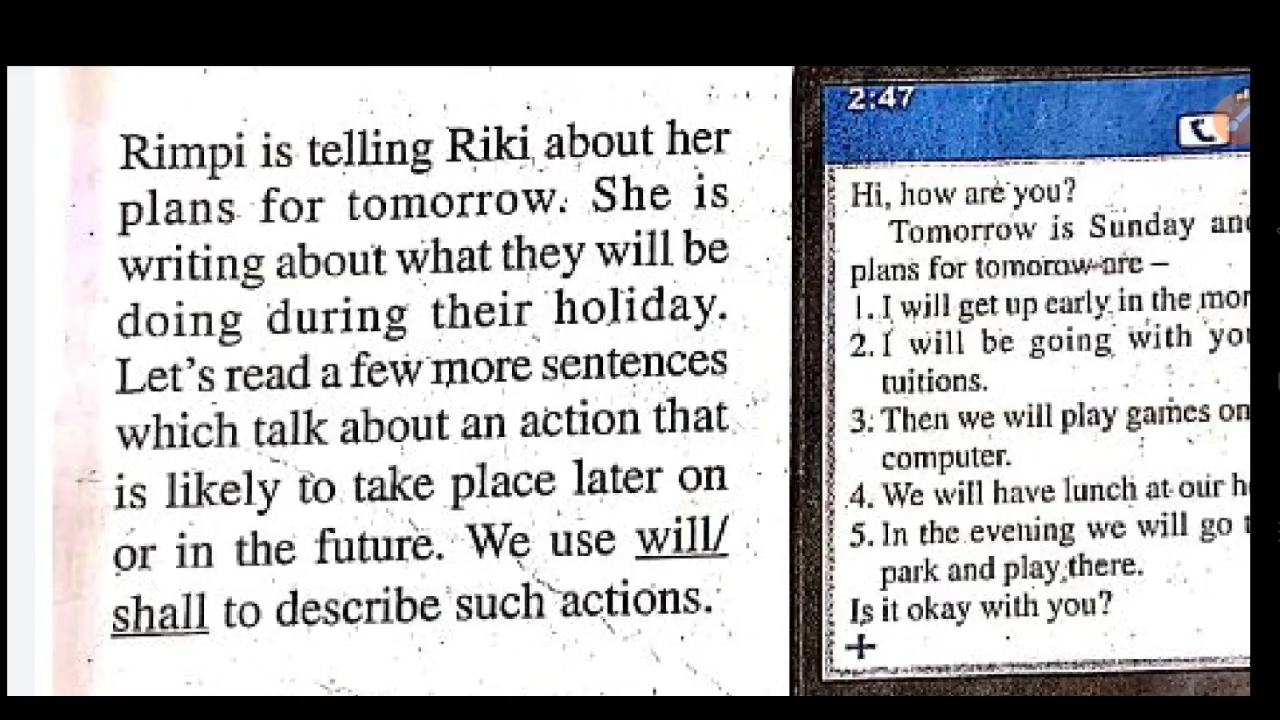 Rimpi is telling Riki about her
plans for tomorrow. She is
writing about what they will be
doing during their holiday.
Let's read a few more sentences
which talk about an action that
is likely to take place later on
or in the future. We use will/
shall to describe such actions.
2:47
Hi, how are you?
Tomorrow is Sunday
plans for tomorow are –
1. I will get up early in the
2. I will be going with
tuitions.
3. Then we will play games on
computer.
4. We will have lunch at our
5. In the evening we will go
park and play there.
Is it okay with you?
+